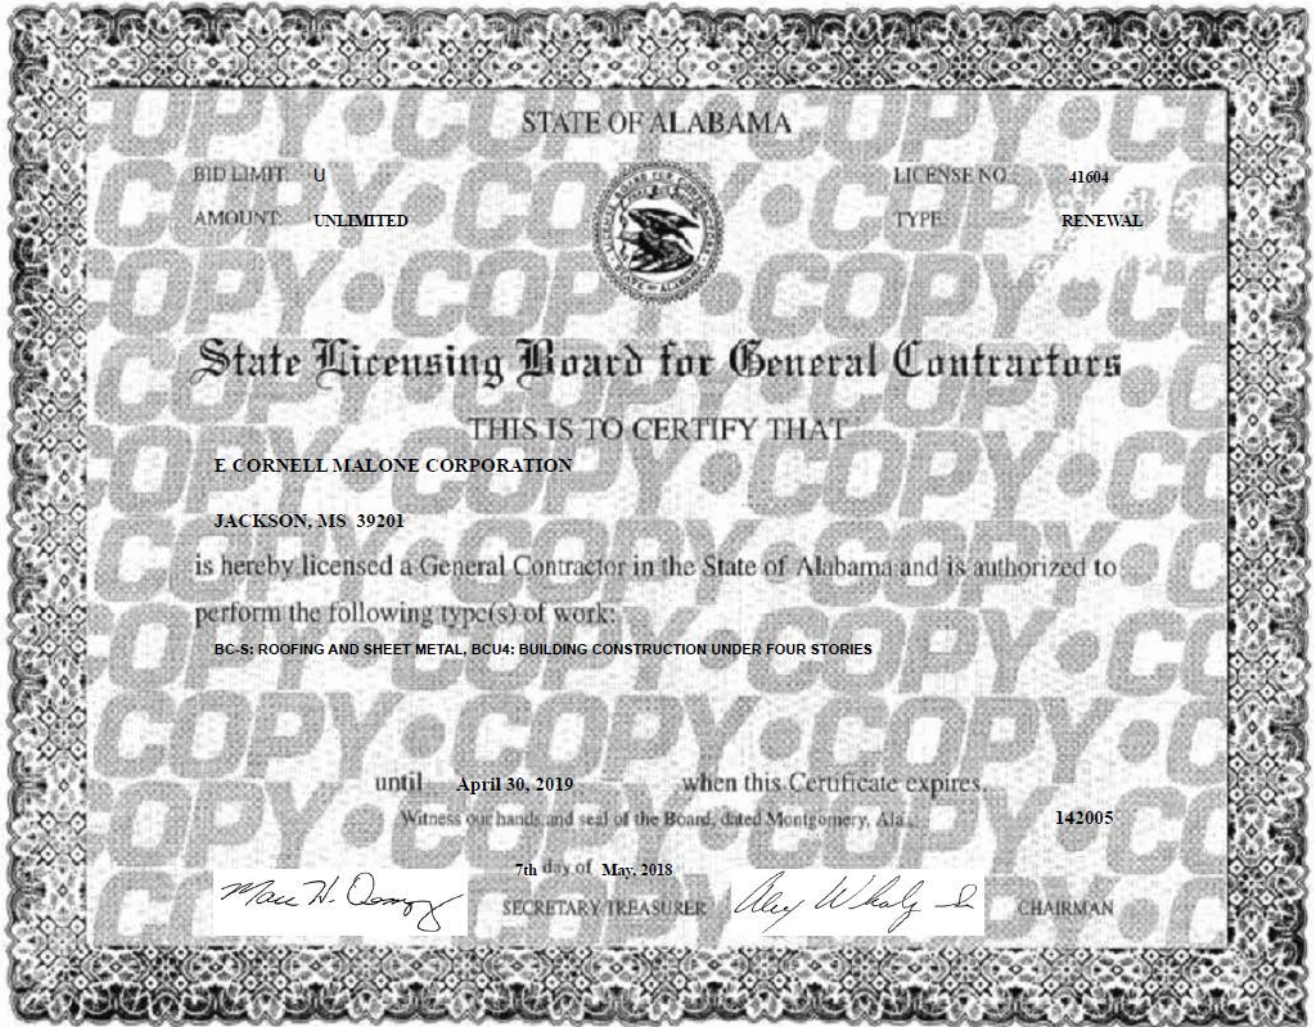 STATE OF ALABAMA
BID LIMIT: U
LICENSE NO. 41604
AMOUNT: UNLIMITED
TYPE: RENEWAL
STATE OF ALABAMA
State Licensing Board for General Contractors
THIS IS TO CERTIFY THAT
E CORNELL MALONE CORPORATION
JACKSON, MS 39201
is hereby licensed a General Contractor in the State of Alabama and is authorized to
perform the following type(s) of work:
BC-S: ROOFING AND SHEET METAL, BCU4: BUILDING CONSTRUCTION UNDER FOUR STORIES
until April 30, 2019 when this Certificate expires.
Witness our hands and seal of the Board, dated Montgomery, Ala., 142005
7th day of May, 2018
SECRETARY-TREASURER
CHAIRMAN
COPY